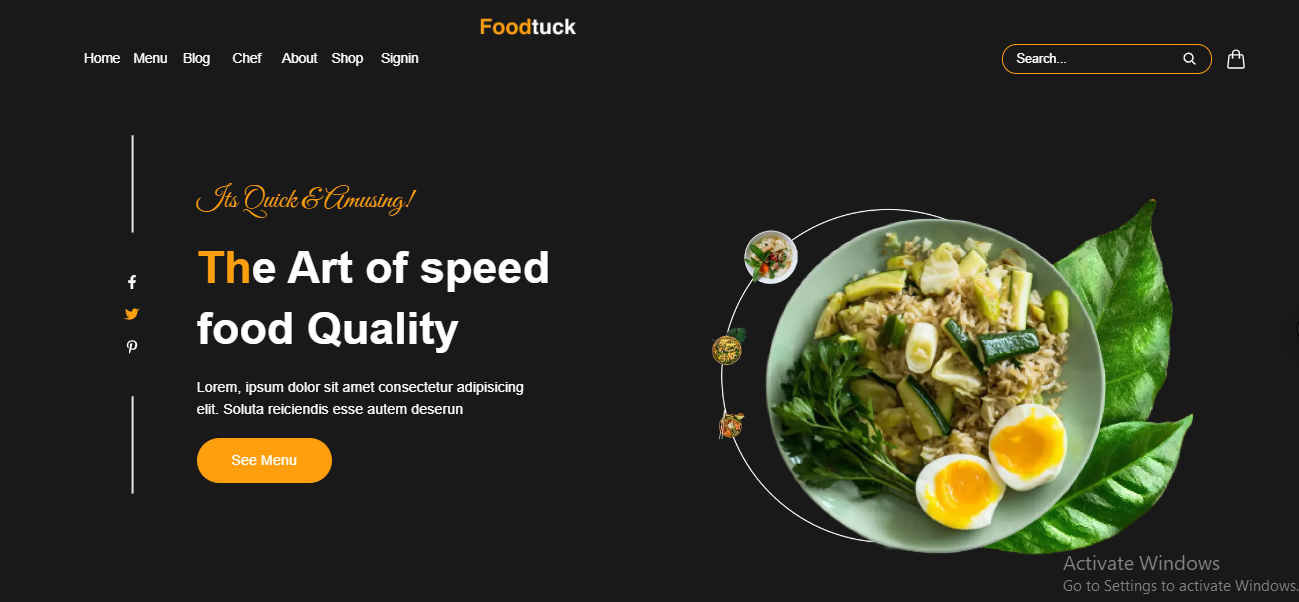 Foodtuck
Home Menu Blog Chef About Shop Signin
Search...
Its Quick & Amusing!
The Art of speed
food Quality
Lorem, ipsum dolor sit amet consectetur adipisicing
elit. Soluta reiciendis esse autem deserun
See Menu
Activate Windows
Go to Settings to activate Windows.